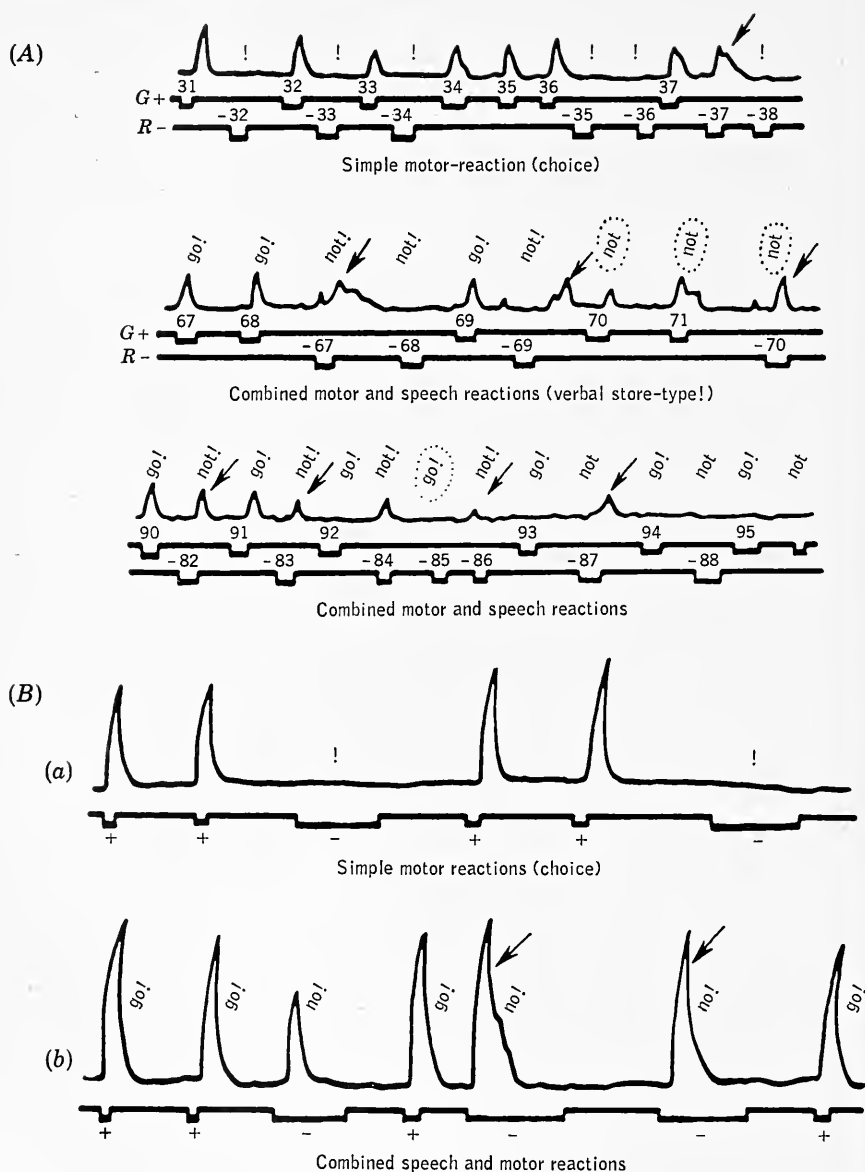 (A)
! ! ! ! ! !
31 32 33 34 35 36 37
G+
-32 -33 -34 -35 -36 -37 -38
R-
Simple motor-reaction (choice)
go! go! not! not! go! not! not not not
67 68 69 70 71
G+
-67 -68 -69 -70
R-
Combined motor and speech reactions (verbal store-type!)
go! not! go! not! go! not! go! not! go! not go! not go! not
90 91 92 93 94 95
-82 -83 -84 -85 -86 -87 -88
Combined motor and speech reactions
(B)
(a)
! !
+ + - + + -
Simple motor reactions (choice)
go! go! no! go! no! no! go!
(b)
+ + - + - - +
Combined speech and motor reactions